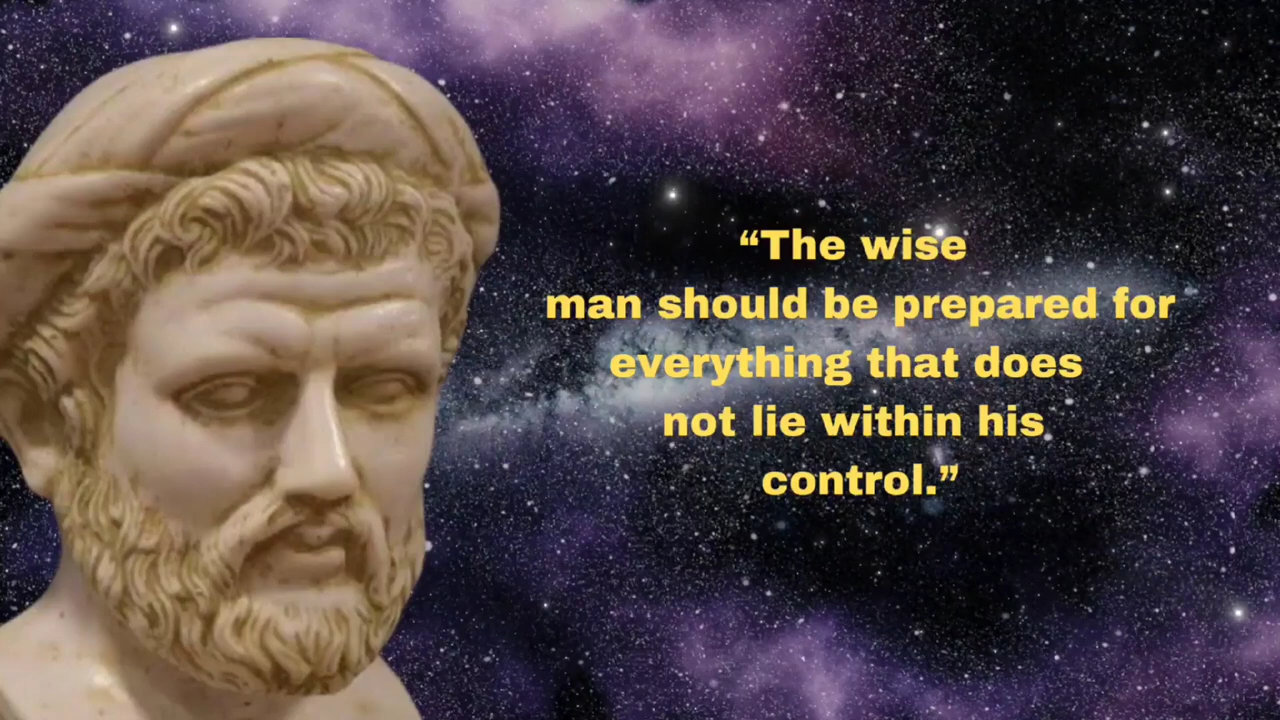 “The wise
man should be prepared for
everything that does
not lie within his
control.”